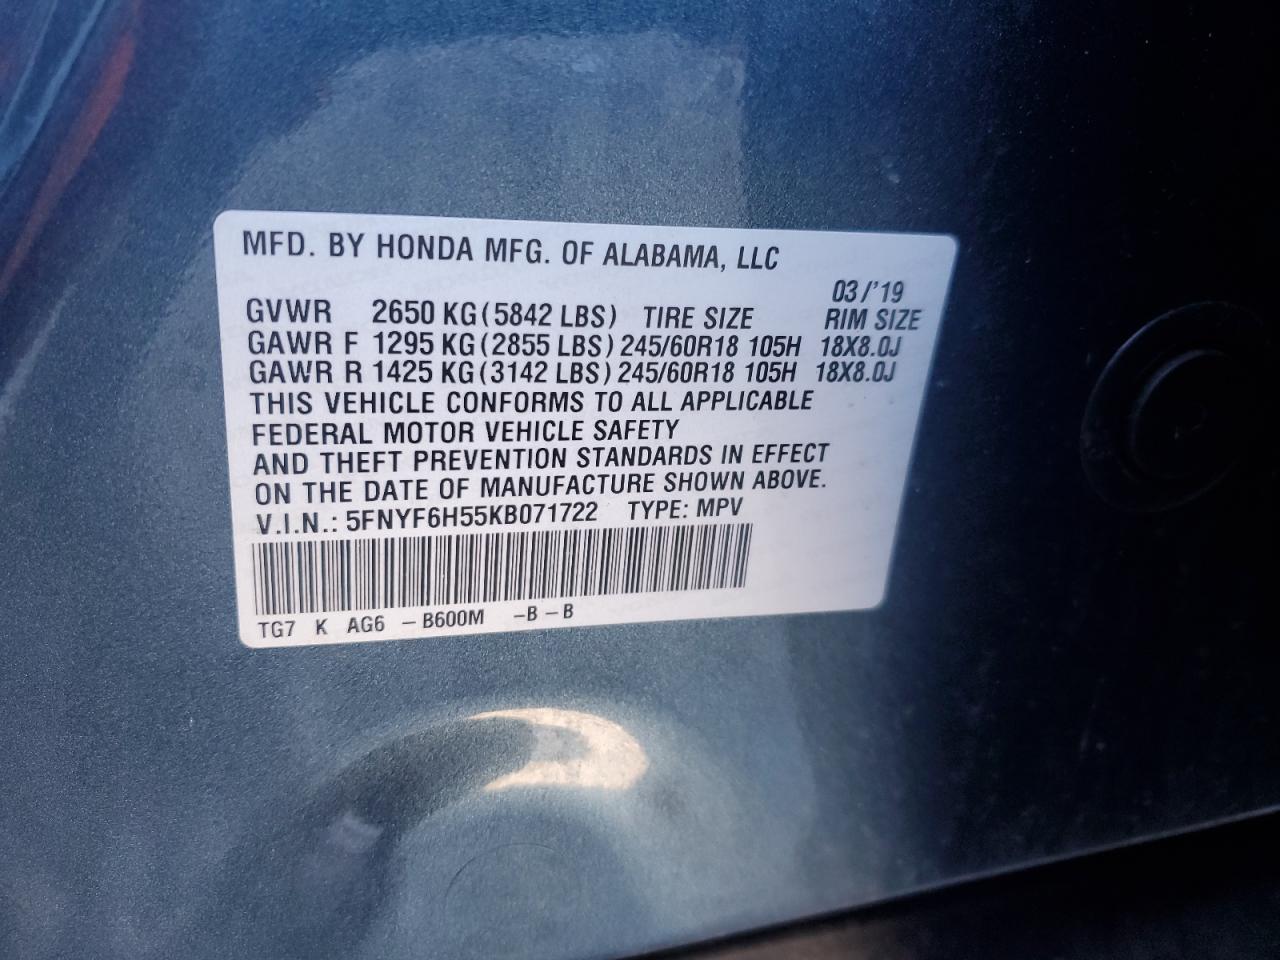 MFD. BY HONDA MFG. OF ALABAMA, LLC
03/'19
GVWR 2650 KG (5842 LBS) TIRE SIZE RIM SIZE
GAWR F 1295 KG (2855 LBS) 245/60R18 105H 18X8.0J
GAWR R 1425 KG (3142 LBS) 245/60R18 105H 18X8.0J
THIS VEHICLE CONFORMS TO ALL APPLICABLE
FEDERAL MOTOR VEHICLE SAFETY
AND THEFT PREVENTION STANDARDS IN EFFECT
ON THE DATE OF MANUFACTURE SHOWN ABOVE.
V.I.N.: 5FNYF6H55KB071722 TYPE: MPV
TG7 K AG6 – B600M –B – B